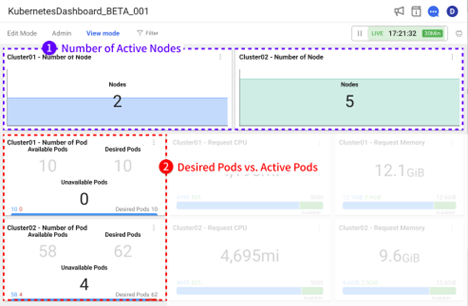 KubernetesDashboard_BETA_001
D
Edit Mode Admin View mode Filter
LIVE 17:21:32 30Min
1 Number of Active Nodes
Cluster01 - Number of Node
Nodes
2
Cluster02 - Number of Node
Nodes
5
Cluster01 - Number of Pod
Available Pods Desired Pods
10 10
Unavailable Pods
0
10 0 Desired Pods 10
2 Desired Pods vs. Active Pods
Cluster01 - Request CPU
Cluster01 - Request Memory
12.1GiB
Cluster02 - Number of Pod
Available Pods Desired Pods
58 62
Unavailable Pods
4
58 4 Desired Pods 62
Cluster02 - Request CPU
4,695mi
Cluster02 - Request Memory
9.6GiB